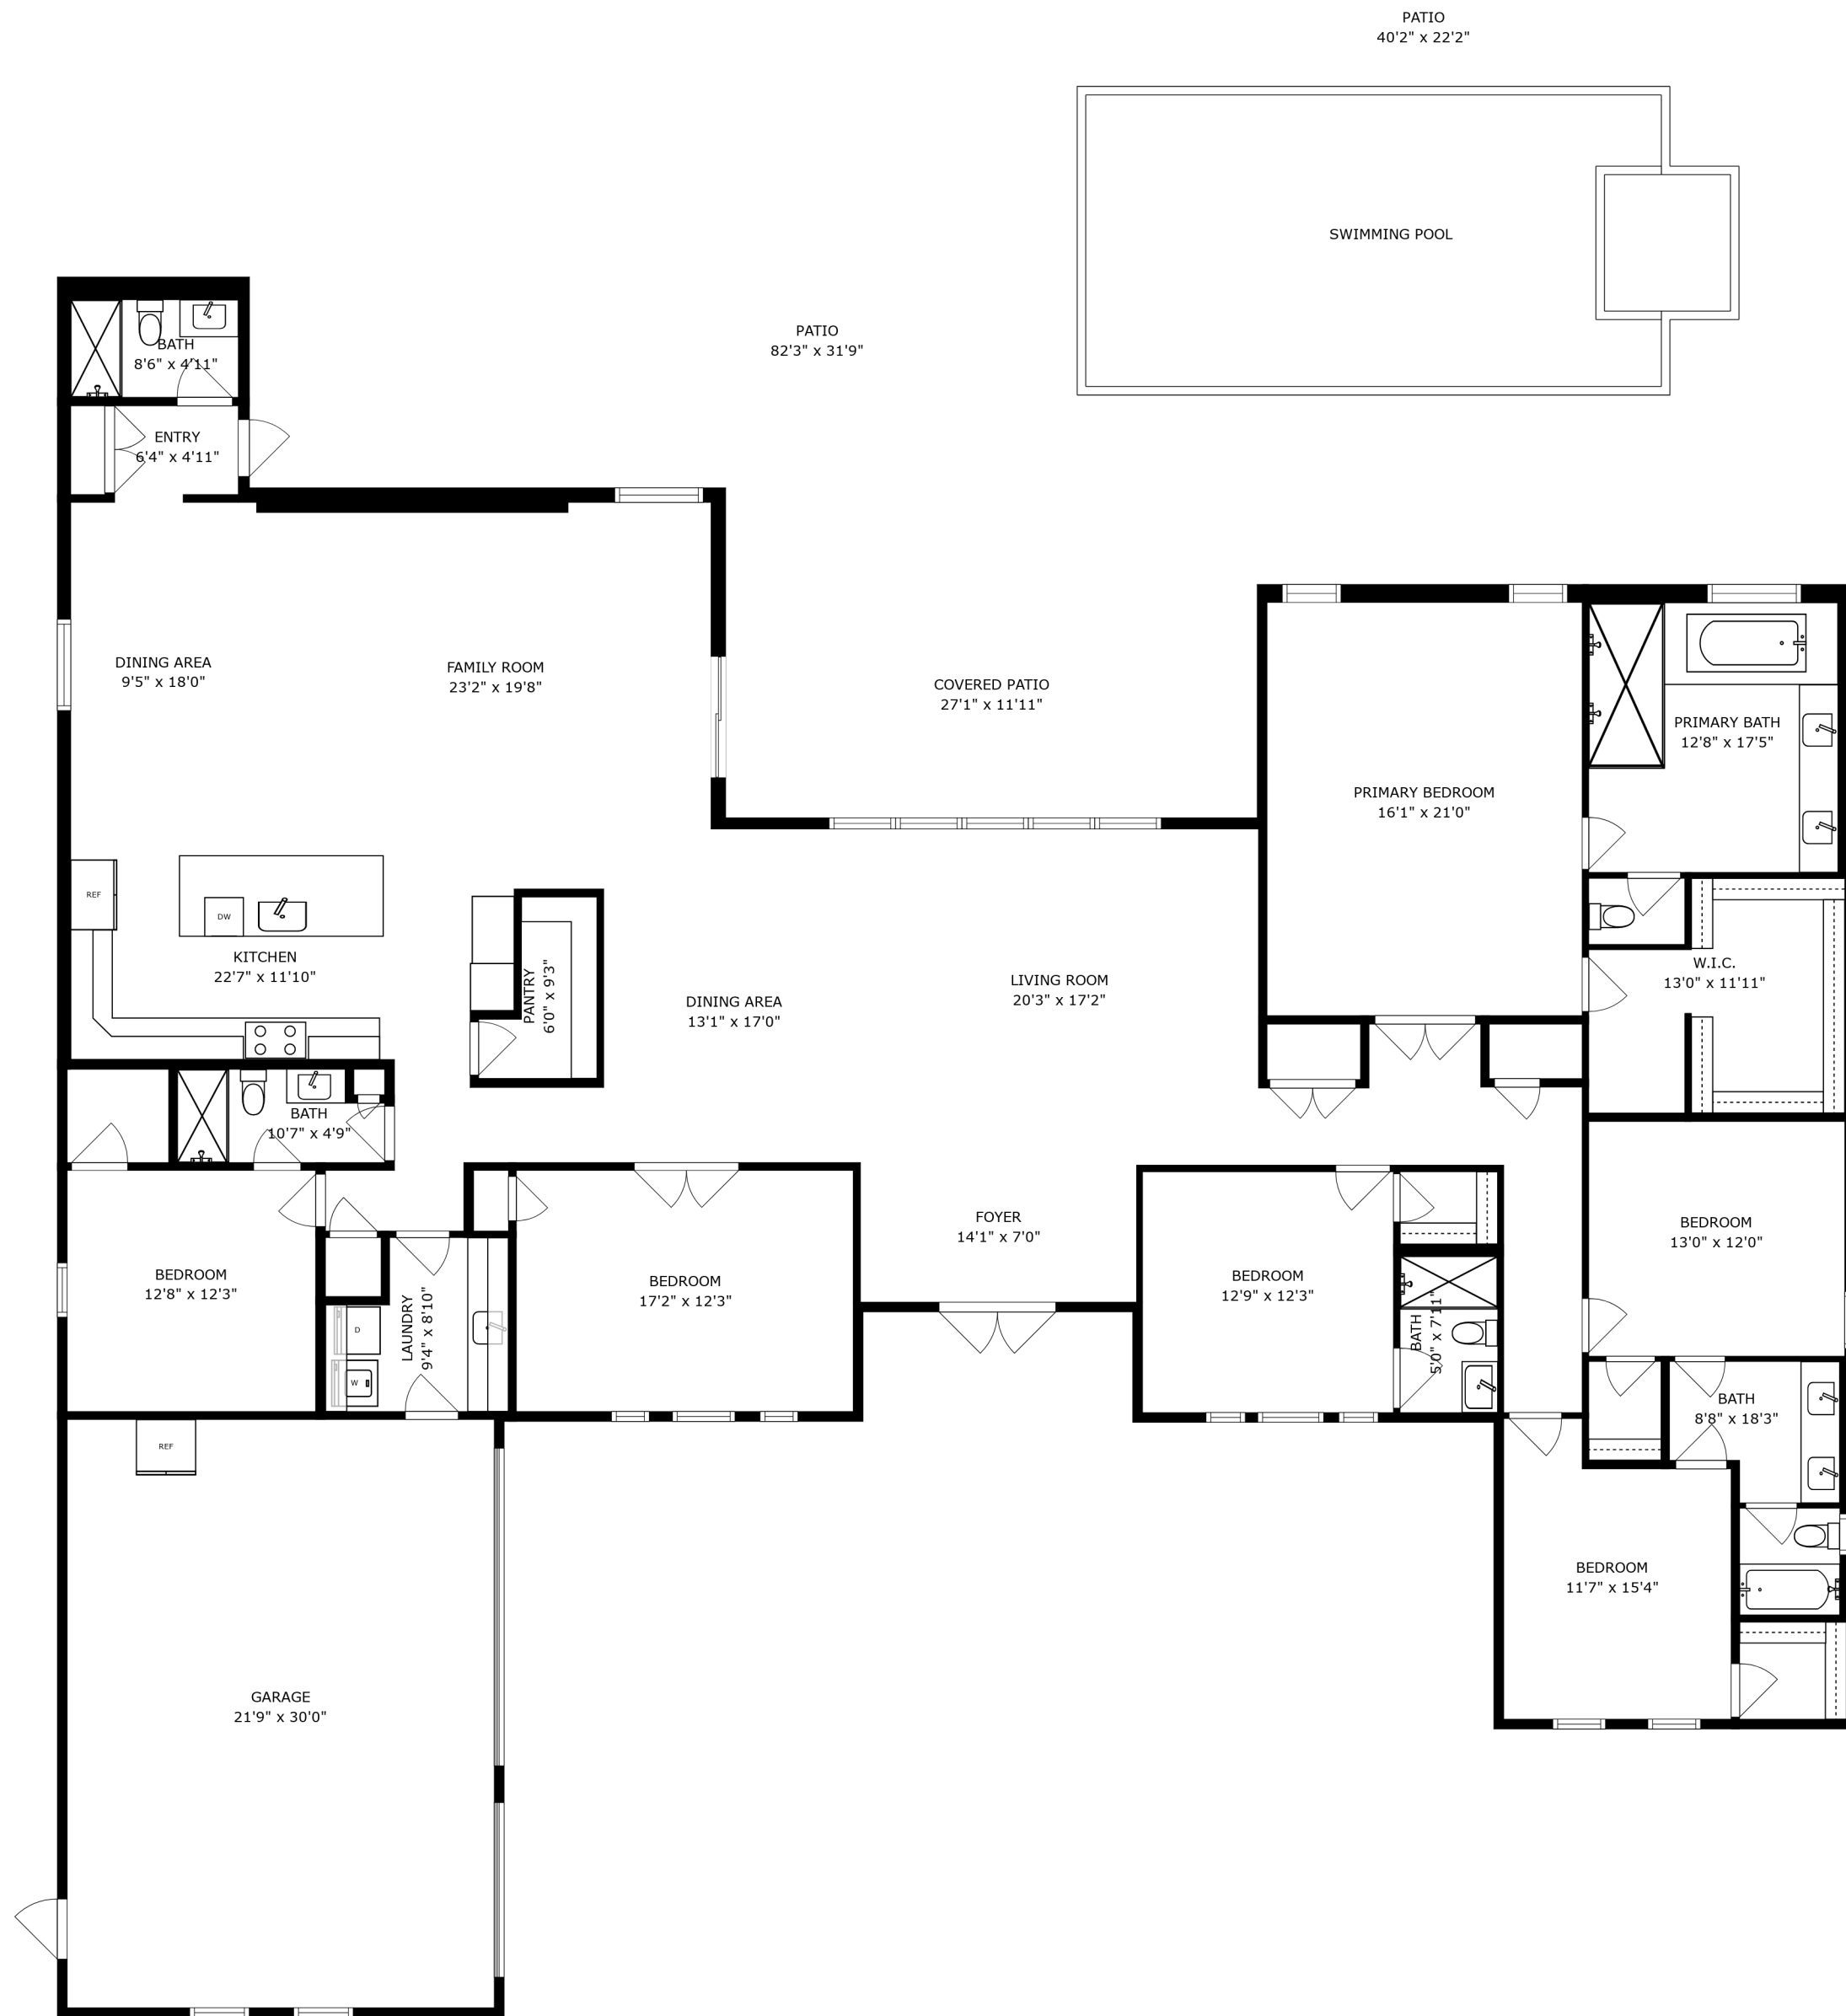 PATIO
40'2" x 22'2"
SWIMMING POOL
PATIO
82'3" x 31'9"
BATH
8'6" x 4'11"
ENTRY
6'4" x 4'11"
DINING AREA
9'5" x 18'0"
FAMILY ROOM
23'2" x 19'8"
COVERED PATIO
27'1" x 11'11"
PRIMARY BATH
12'8" x 17'5"
PRIMARY BEDROOM
16'1" x 21'0"
REF
DW
KITCHEN
22'7" x 11'10"
PANTRY
6'0" x 9'3"
DINING AREA
13'1" x 17'0"
LIVING ROOM
20'3" x 17'2"
W.I.C.
13'0" x 11'11"
BATH
10'7" x 4'9"
FOYER
14'1" x 7'0"
BEDROOM
13'0" x 12'0"
BEDROOM
12'8" x 12'3"
BEDROOM
17'2" x 12'3"
BEDROOM
12'9" x 12'3"
LAUNDRY
9'4" x 8'10"
D
W
BATH
5'0" x 7'11"
BATH
8'8" x 18'3"
REF
BEDROOM
11'7" x 15'4"
GARAGE
21'9" x 30'0"